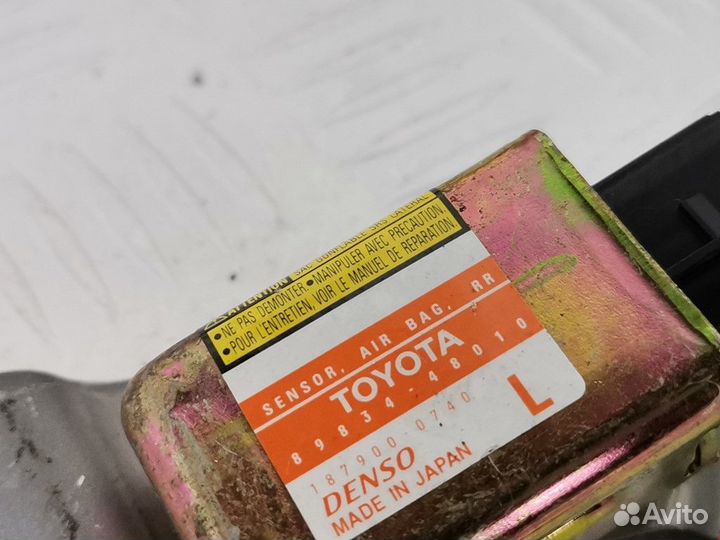 ATTENTION SAC GONFLABLE SRS LATERAL
•NE PAS DEMONTER.•MANIPULER AVEC PRECAUTION.
•POUR L'ENTRETIEN, VOIR LE MANUEL DE REPARATION
SENSOR, AIR BAG, RR
TOYOTA
89834-48010
187900 0740
L
DENSO
MADE IN JAPAN
Avito